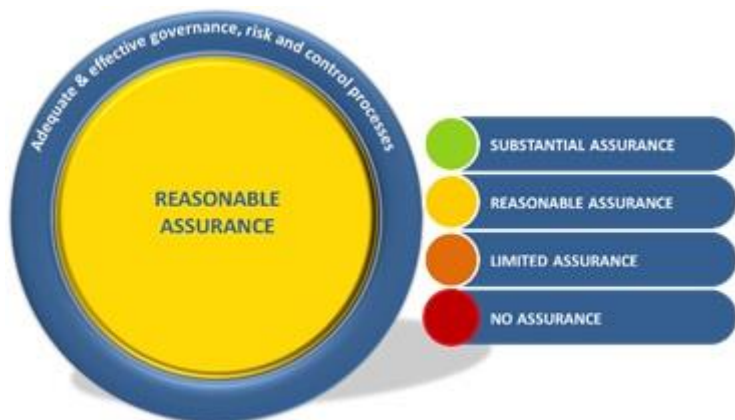 Adequate & effective governance, risk and control processes
REASONABLE
ASSURANCE
SUBSTANTIAL ASSURANCE
REASONABLE ASSURANCE
LIMITED ASSURANCE
NO ASSURANCE